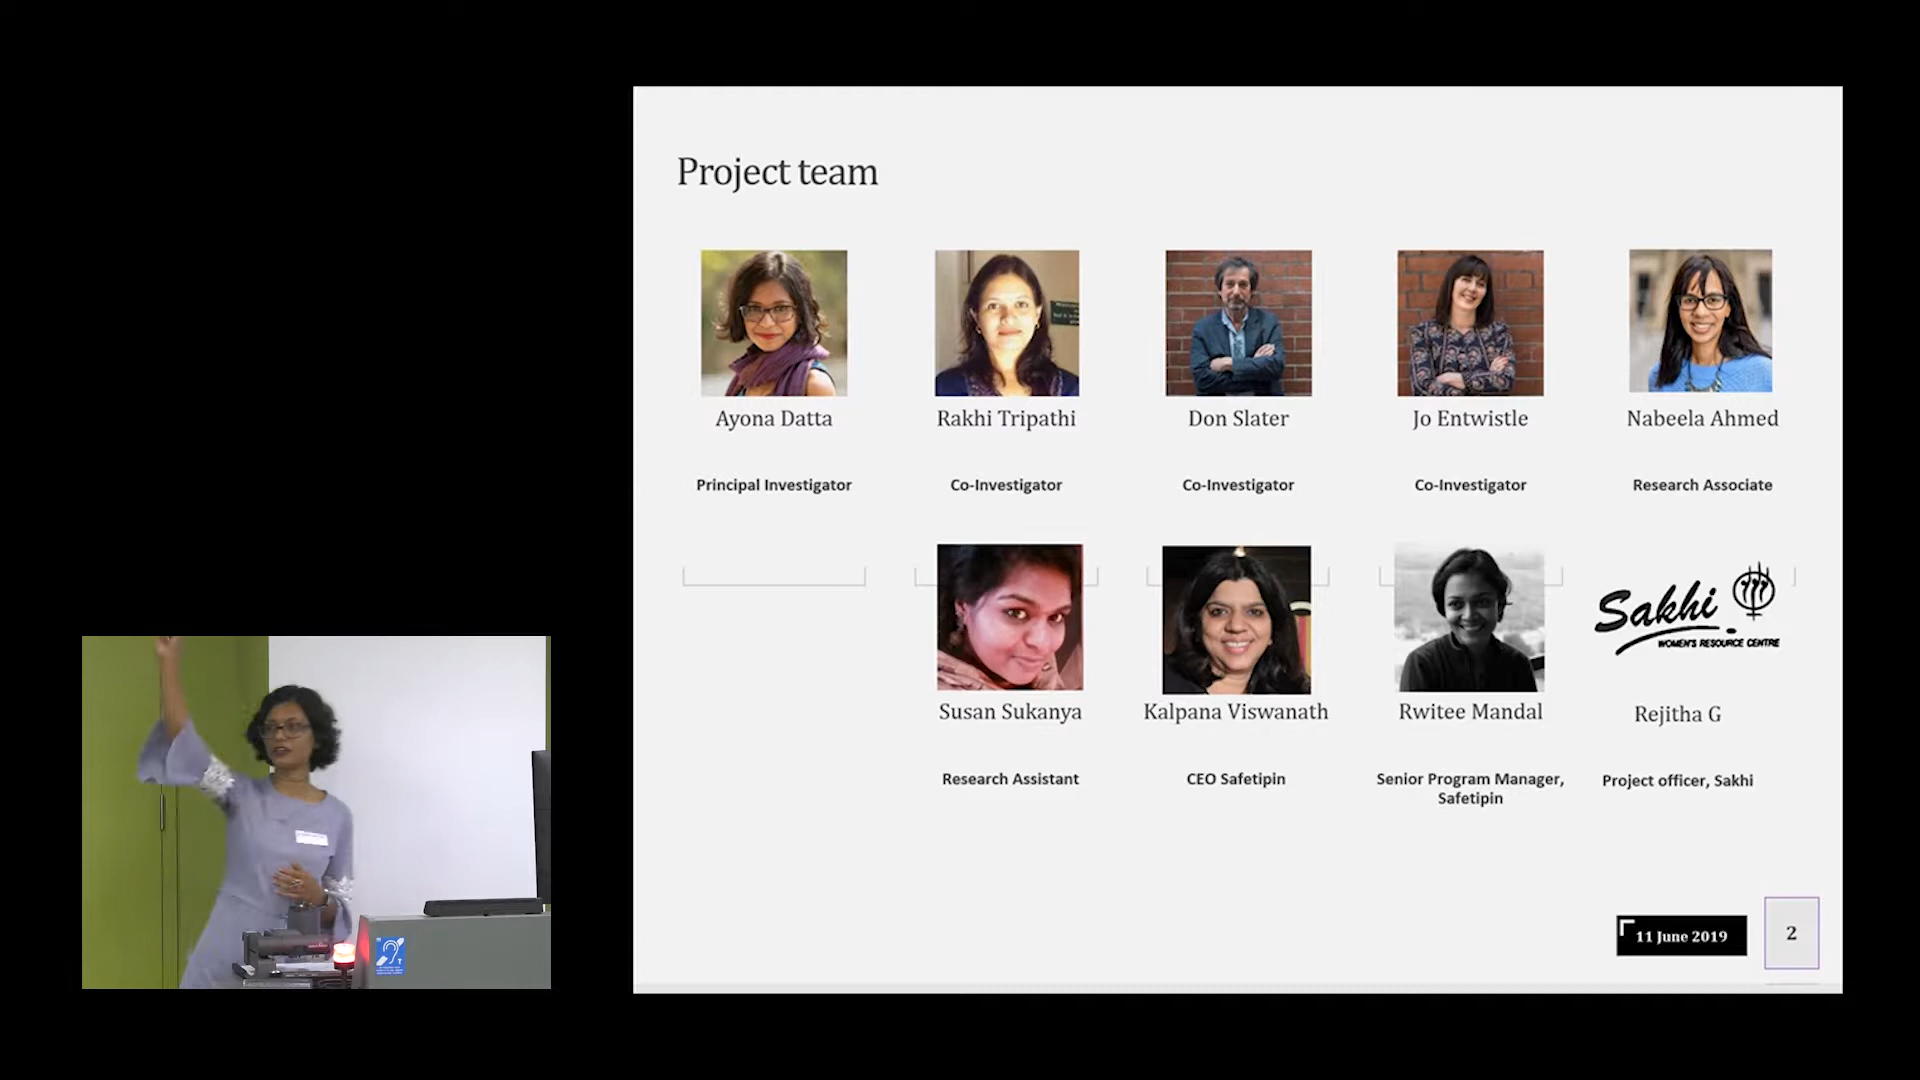 Project team
Ayona Datta
Rakhi Tripathi
Don Slater
Jo Entwistle
Nabeela Ahmed
Principal Investigator
Co-Investigator
Co-Investigator
Co-Investigator
Research Associate
Sakhi
WOMEN'S RESOURCE CENTRE
Susan Sukanya
Kalpana Viswanath
Rwitee Mandal
Rejitha G
Research Assistant
CEO Safetipin
Senior Program Manager,
Safetipin
Project officer, Sakhi
11 June 2019
2
T